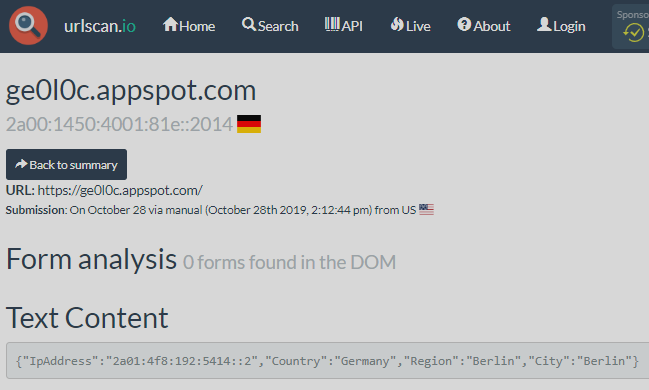 urlscan.io Home Search API Live About Login Sponso
ge0l0c.appspot.com
2a00:1450:4001:81e::2014
Back to summary
URL: https://ge0l0c.appspot.com/
Submission: On October 28 via manual (October 28th 2019, 2:12:44 pm) from US
Form analysis 0 forms found in the DOM
Text Content
{"IpAddress":"2a01:4f8:192:5414::2","Country":"Germany","Region":"Berlin","City":"Berlin"}